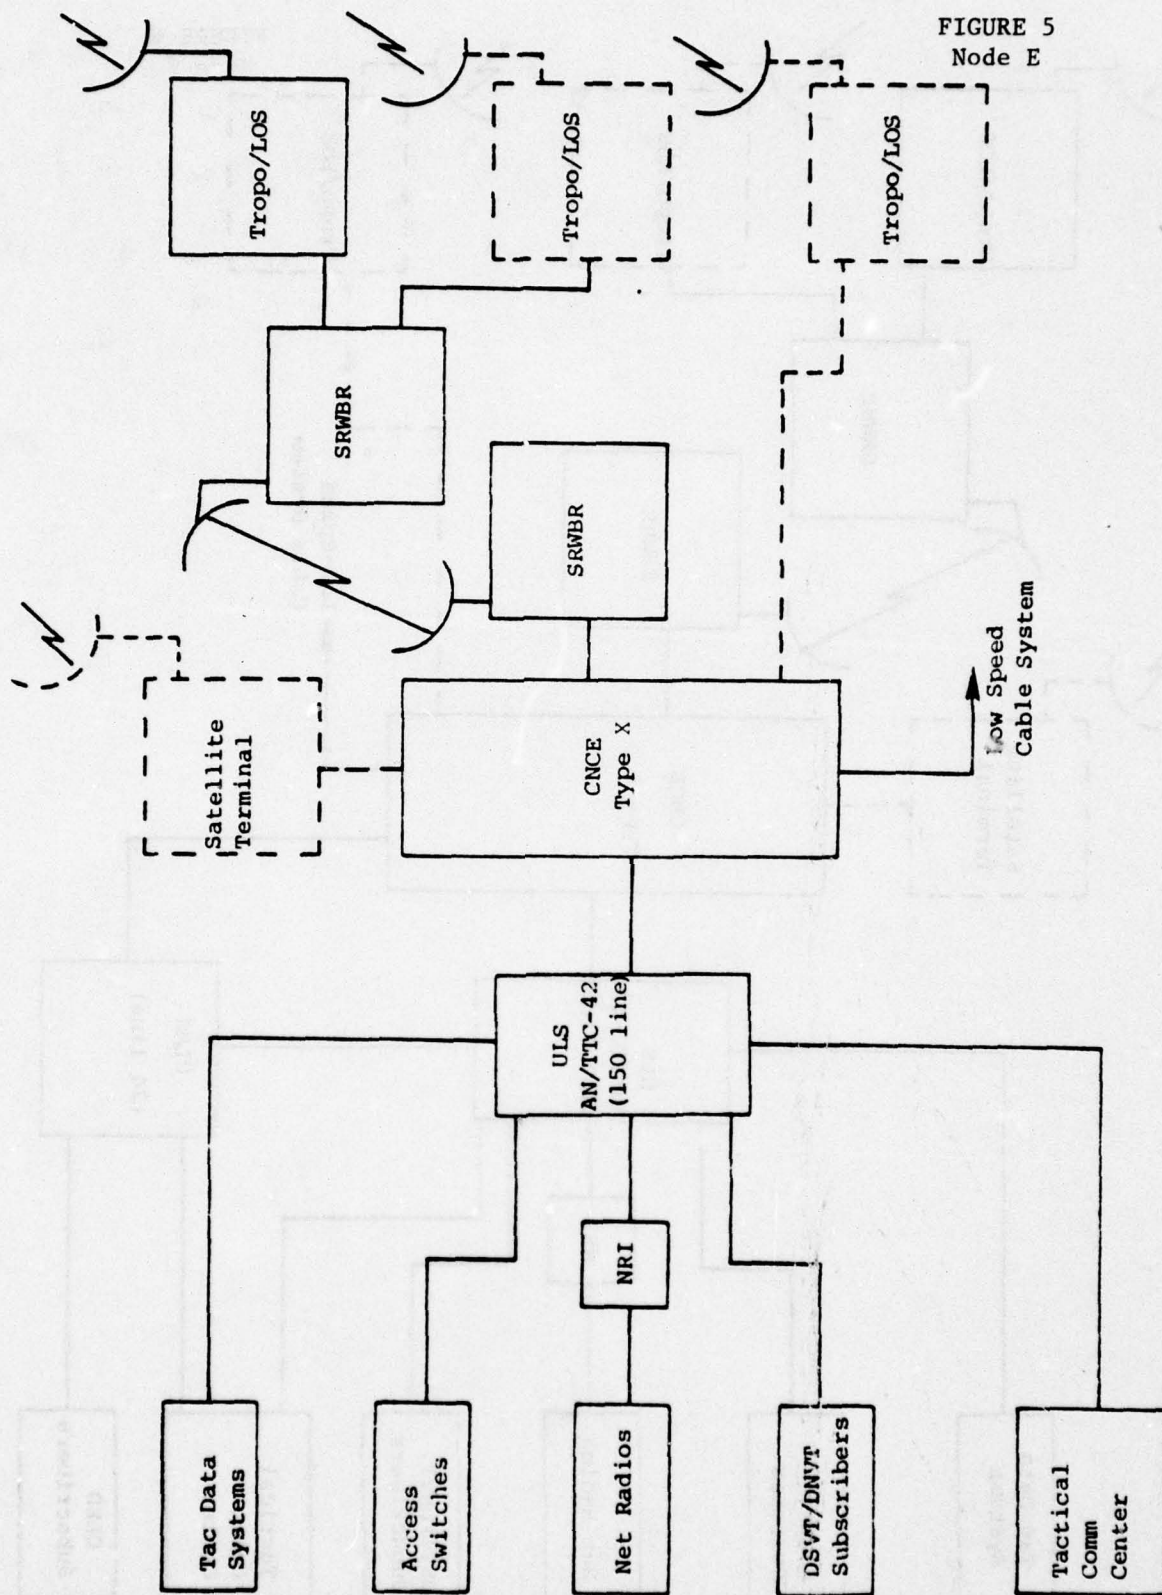 FIGURE 5
Node E
Tropo/LOS
Tropo/LOS
Tropo/LOS
SRWBR
SRWBR
Satellite
Terminal
CNCE
Type X
Low Speed
Cable System
ULS
AN/TTC-42
(150 line)
NRI
Tac Data
Systems
Access
Switches
Net Radios
DSVT/DNVT
Subscribers
Tactical
Comm
Center